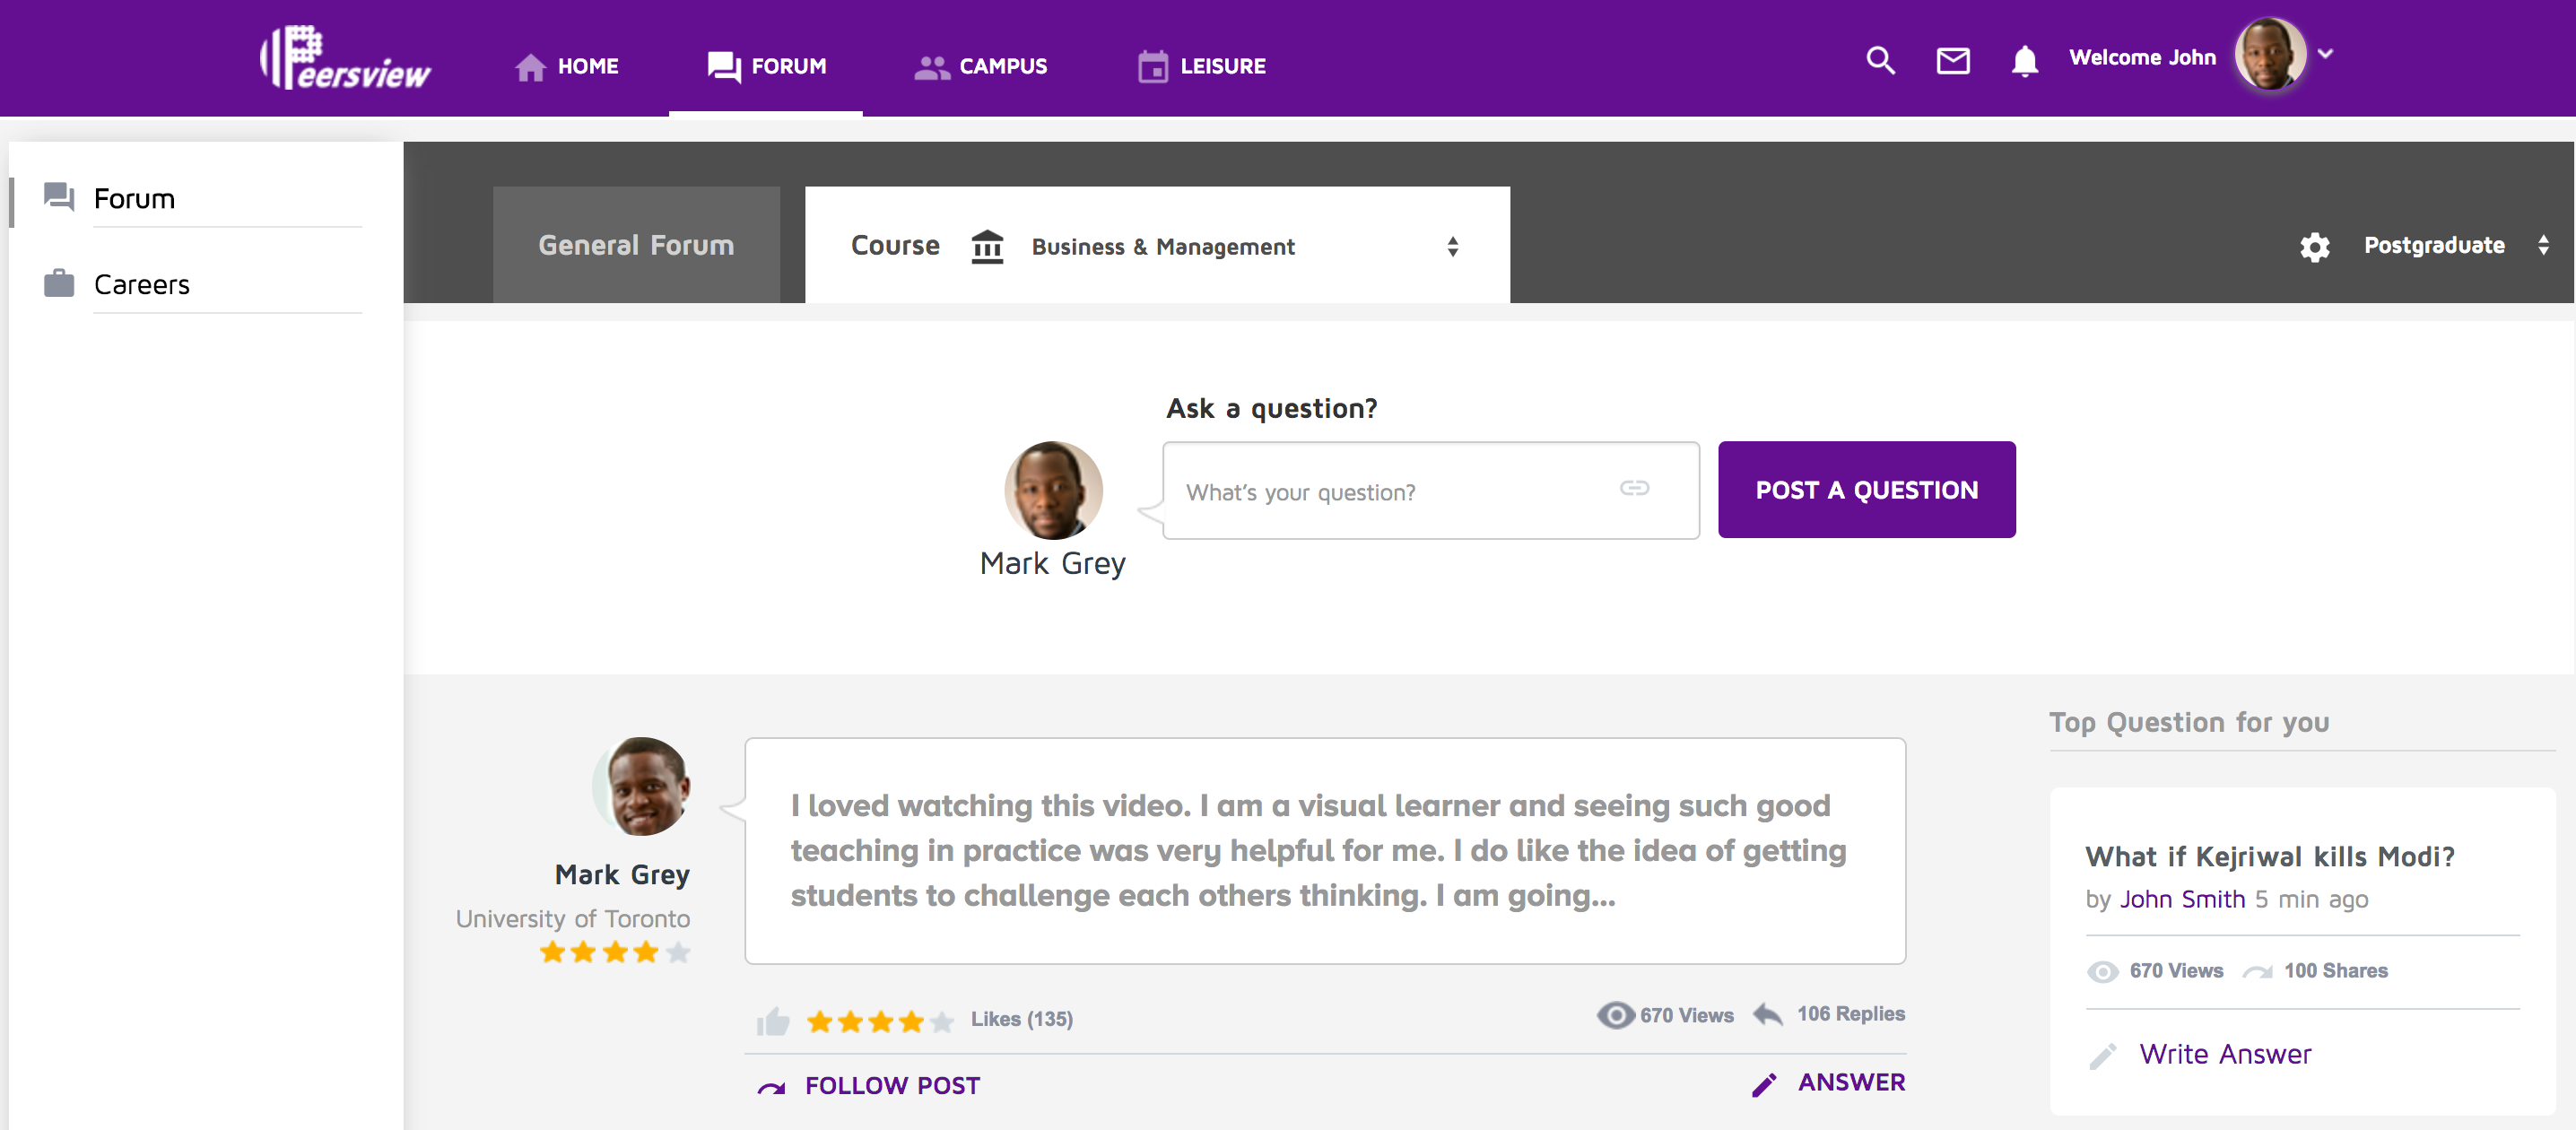 Peersview
HOME
FORUM
CAMPUS
LEISURE
Welcome John
Forum
Careers
General Forum
Course
Business & Management
Postgraduate
Ask a question?
What's your question?
POST A QUESTION
Mark Grey
Mark Grey
University of Toronto
I loved watching this video. I am a visual learner and seeing such good
teaching in practice was very helpful for me. I do like the idea of getting
students to challenge each others thinking. I am going...
Likes (135)
670 Views
106 Replies
FOLLOW POST
ANSWER
Top Question for you
What if Kejriwal kills Modi?
by John Smith 5 min ago
670 Views
100 Shares
Write Answer